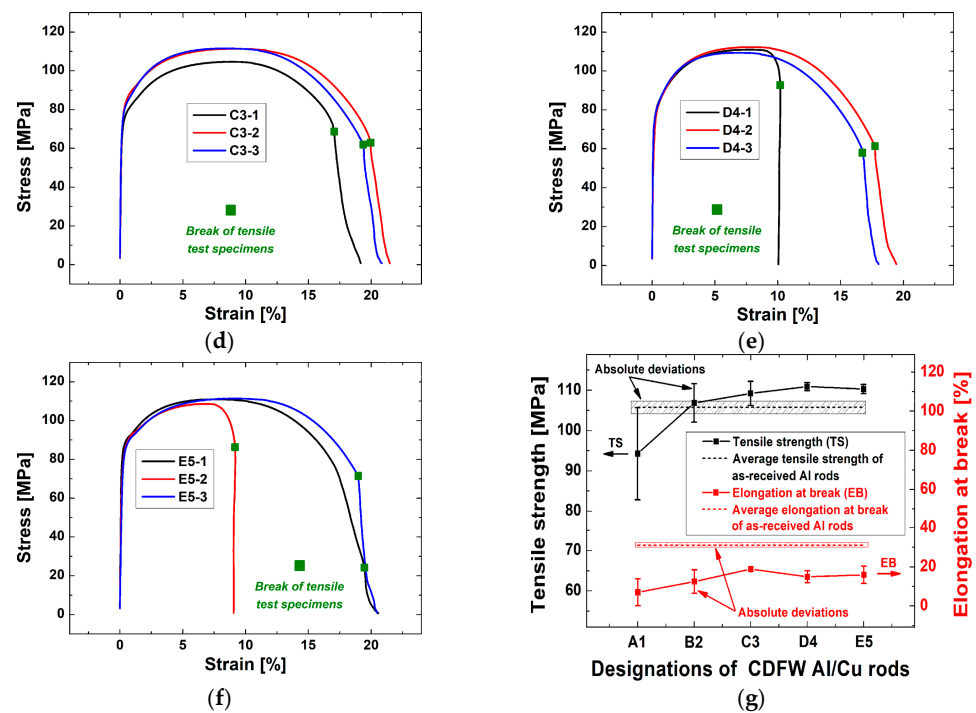 120
100
80
60
40
20
0
Stress [MPa]
C3-1
C3-2
C3-3
Break of tensile
test specimens
0 5 10 15 20
Strain [%]
(d)
120
100
80
60
40
20
0
Stress [MPa]
D4-1
D4-2
D4-3
Break of tensile
test specimens
0 5 10 15 20
Strain [%]
(e)
120
100
80
60
40
20
0
Stress [MPa]
E5-1
E5-2
E5-3
Break of tensile
test specimens
0 5 10 15 20
Strain [%]
(f)
110
100
90
80
70
60
Tensile strength [MPa]
Absolute deviations
TS
Tensile strength (TS)
Average tensile strength of
as-received Al rods
Elongation at break (EB)
Average elongation at break
of as-received Al rods
EB
Absolute deviations
120
100
80
60
40
20
0
Elongation at break [%]
A1 B2 C3 D4 E5
Designations of CDFW Al/Cu rods
(g)